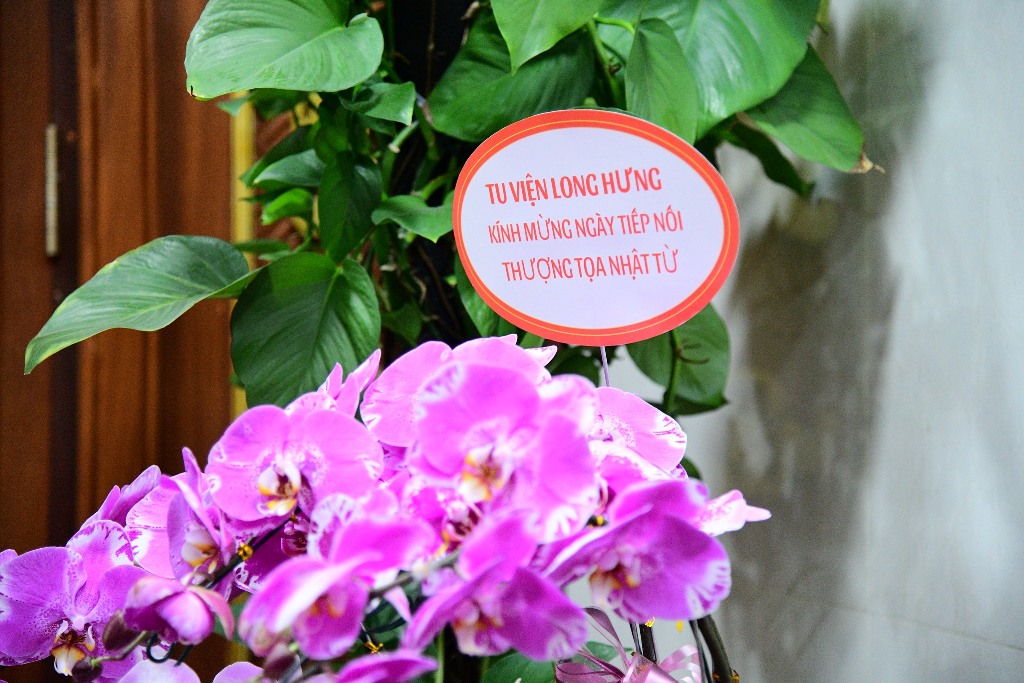 TU VIỆN LONG HƯNG
KÍNH MỪNG NGÀY TIẾP NỐI
THƯỢNG TỌA NHẬT TỪ